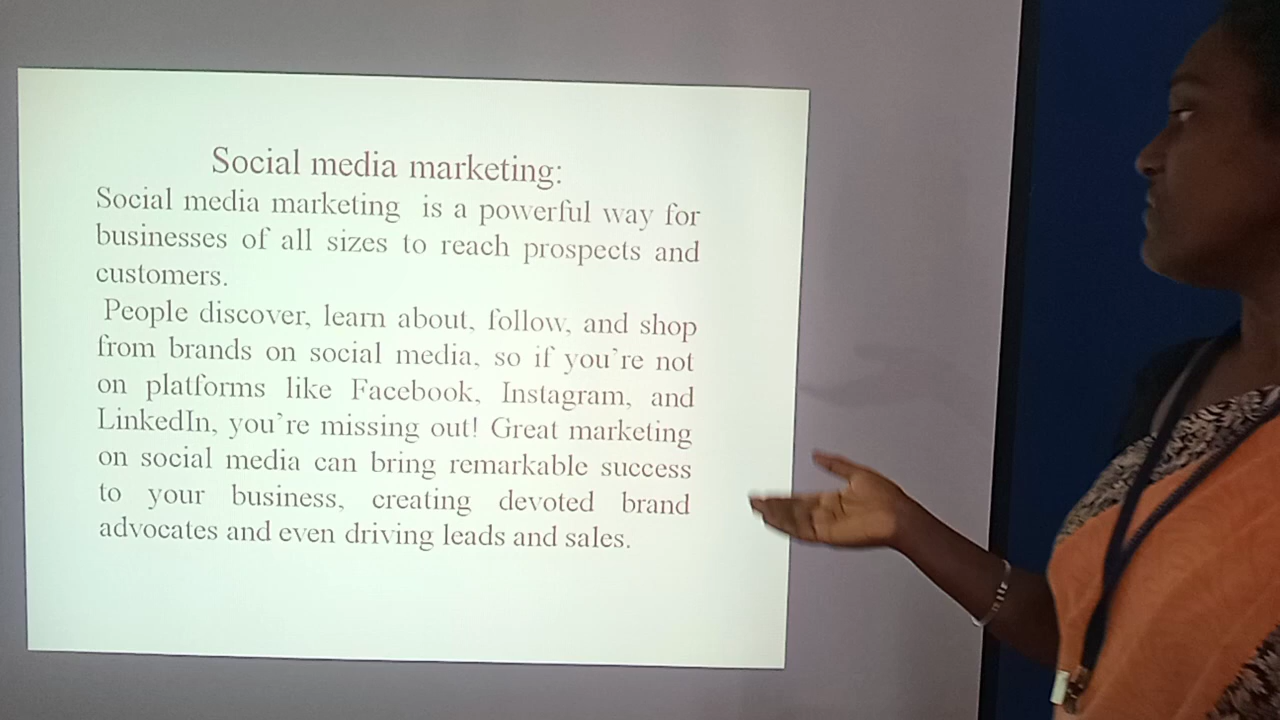 Social media marketing:
Social media marketing is a powerful way for
businesses of all sizes to reach prospects and
customers.
People discover, learn about, follow, and shop
from brands on social media, so if you're not
on platforms like Facebook, Instagram, and
LinkedIn, you're missing out! Great marketing
on social media can bring remarkable success
to your business, creating devoted brand
advocates and even driving leads and sales.